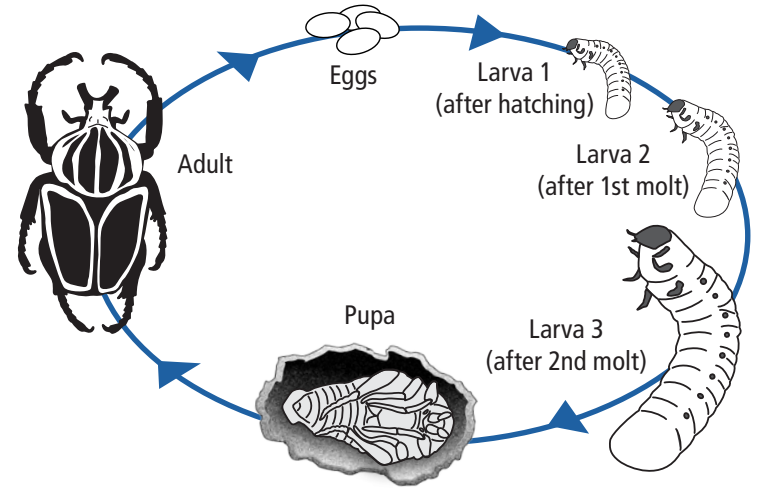 Eggs
Larva 1
(after hatching)
Larva 2
(after 1st molt)
Larva 3
(after 2nd molt)
Pupa
Adult